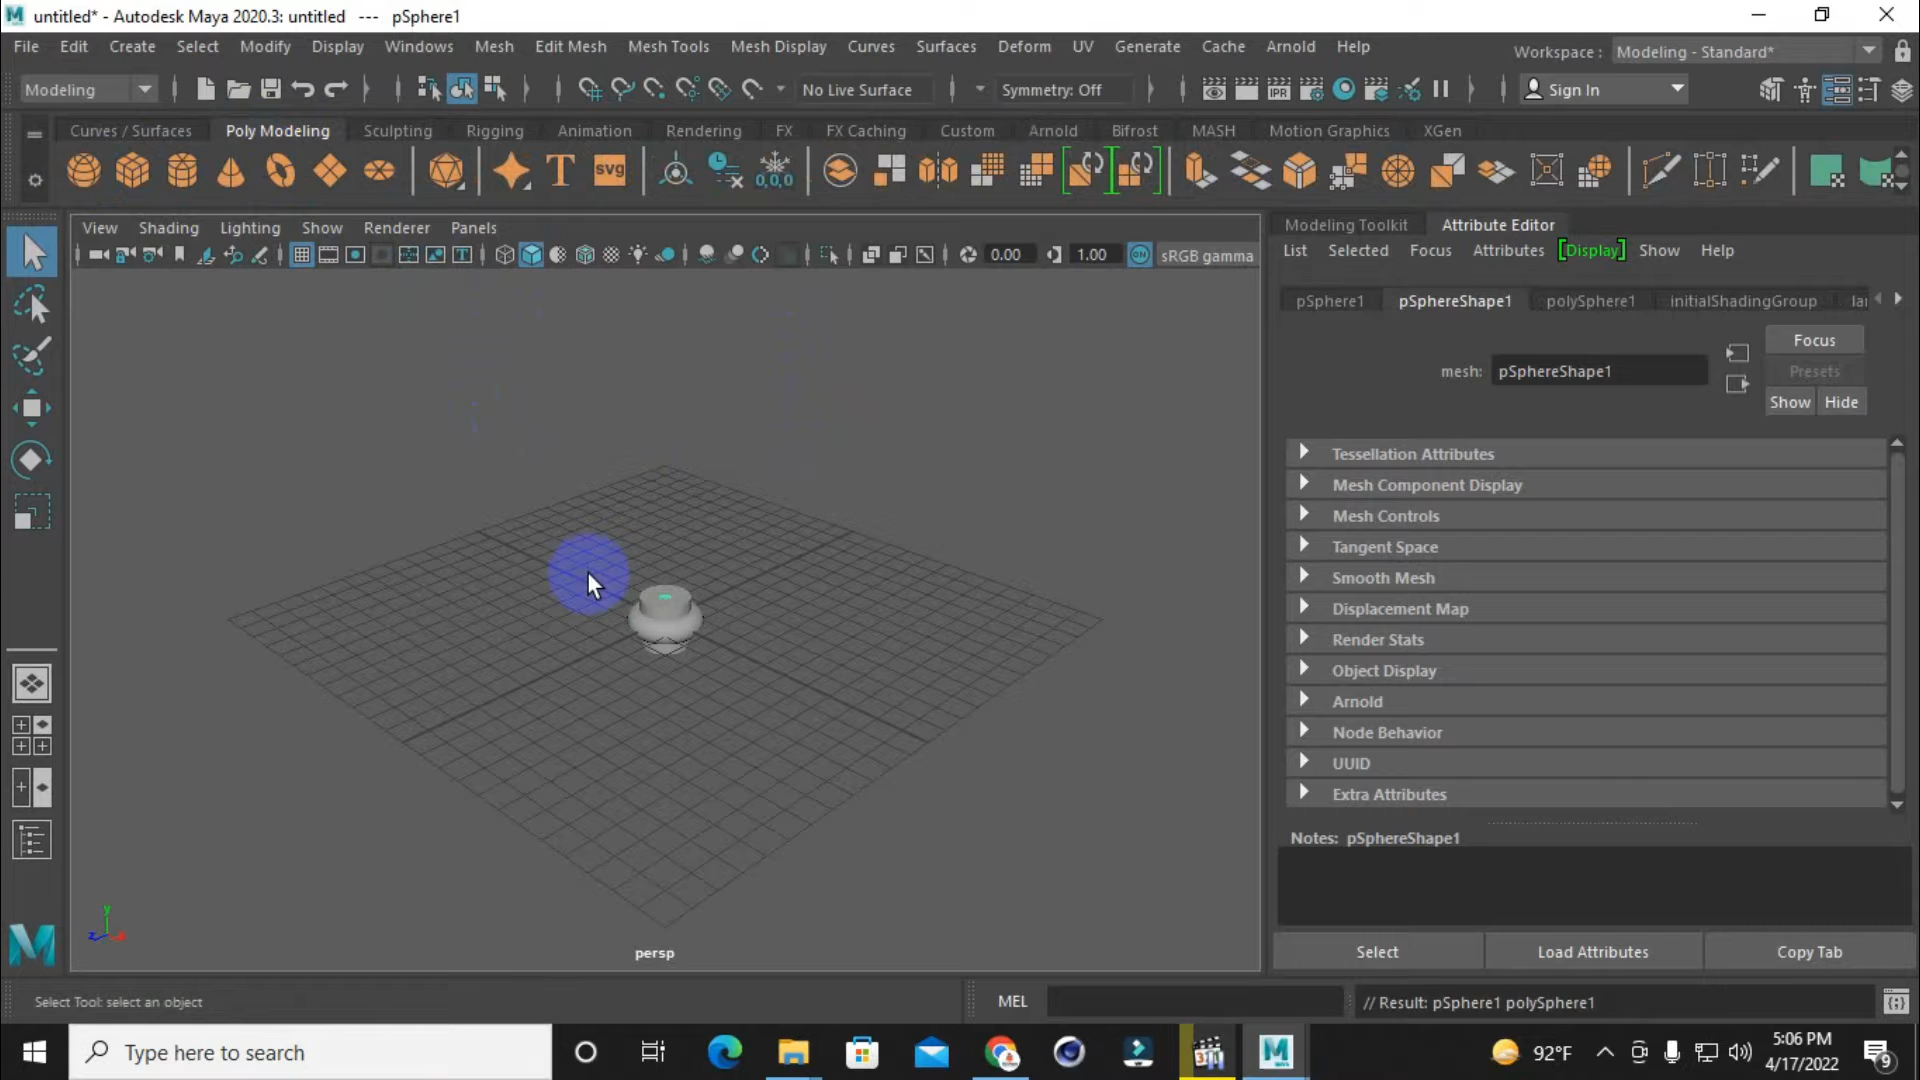 untitled* - Autodesk Maya 2020.3: untitled --- pSphere1
File Edit Create Select Modify Display Windows Mesh Edit Mesh Mesh Tools Mesh Display Curves Surfaces Deform UV Generate Cache Arnold Help
Workspace : Modeling - Standard*
Modeling
No Live Surface
Symmetry: Off
IPR
Sign In
Curves / Surfaces Poly Modeling Sculpting Rigging Animation Rendering FX FX Caching Custom Arnold Bifrost MASH Motion Graphics XGen
T
SVG
0,0,0
View Shading Lighting Show Renderer Panels
0.00
1.00
ON
sRGB gamma
Modeling Toolkit Attribute Editor
List Selected Focus Attributes [Display] Show Help
pSphere1 pSphereShape1 polySphere1 initialShadingGroup
Focus
mesh: pSphereShape1
Presets
Show Hide
Tessellation Attributes
Mesh Component Display
Mesh Controls
Tangent Space
Smooth Mesh
Displacement Map
Render Stats
Object Display
Arnold
Node Behavior
UUID
Extra Attributes
Notes: pSphereShape1
Select Load Attributes Copy Tab
y
z x
persp
Select Tool: select an object
MEL
// Result: pSphere1 polySphere1
Type here to search
92°F
5:06 PM
4/17/2022
9